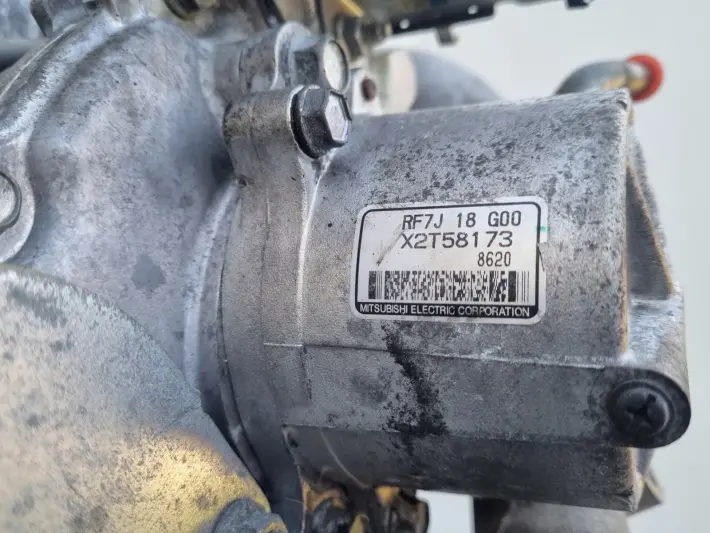 RF7J 18 G00
X2T58173
8620
MITSUBISHI ELECTRIC CORPORATION